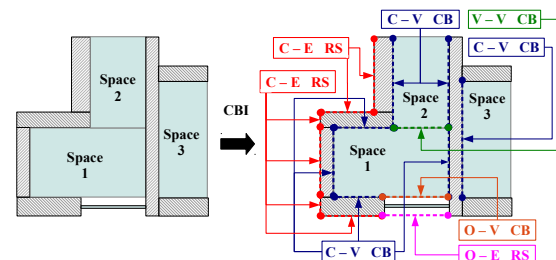 C – V CB
V – V CB
C – E RS
C – V CB
C – E RS
Space
2
Space
3
Space
1
CBI
Space
2
Space
3
Space
1
C – V CB
O – V CB
O – E RS